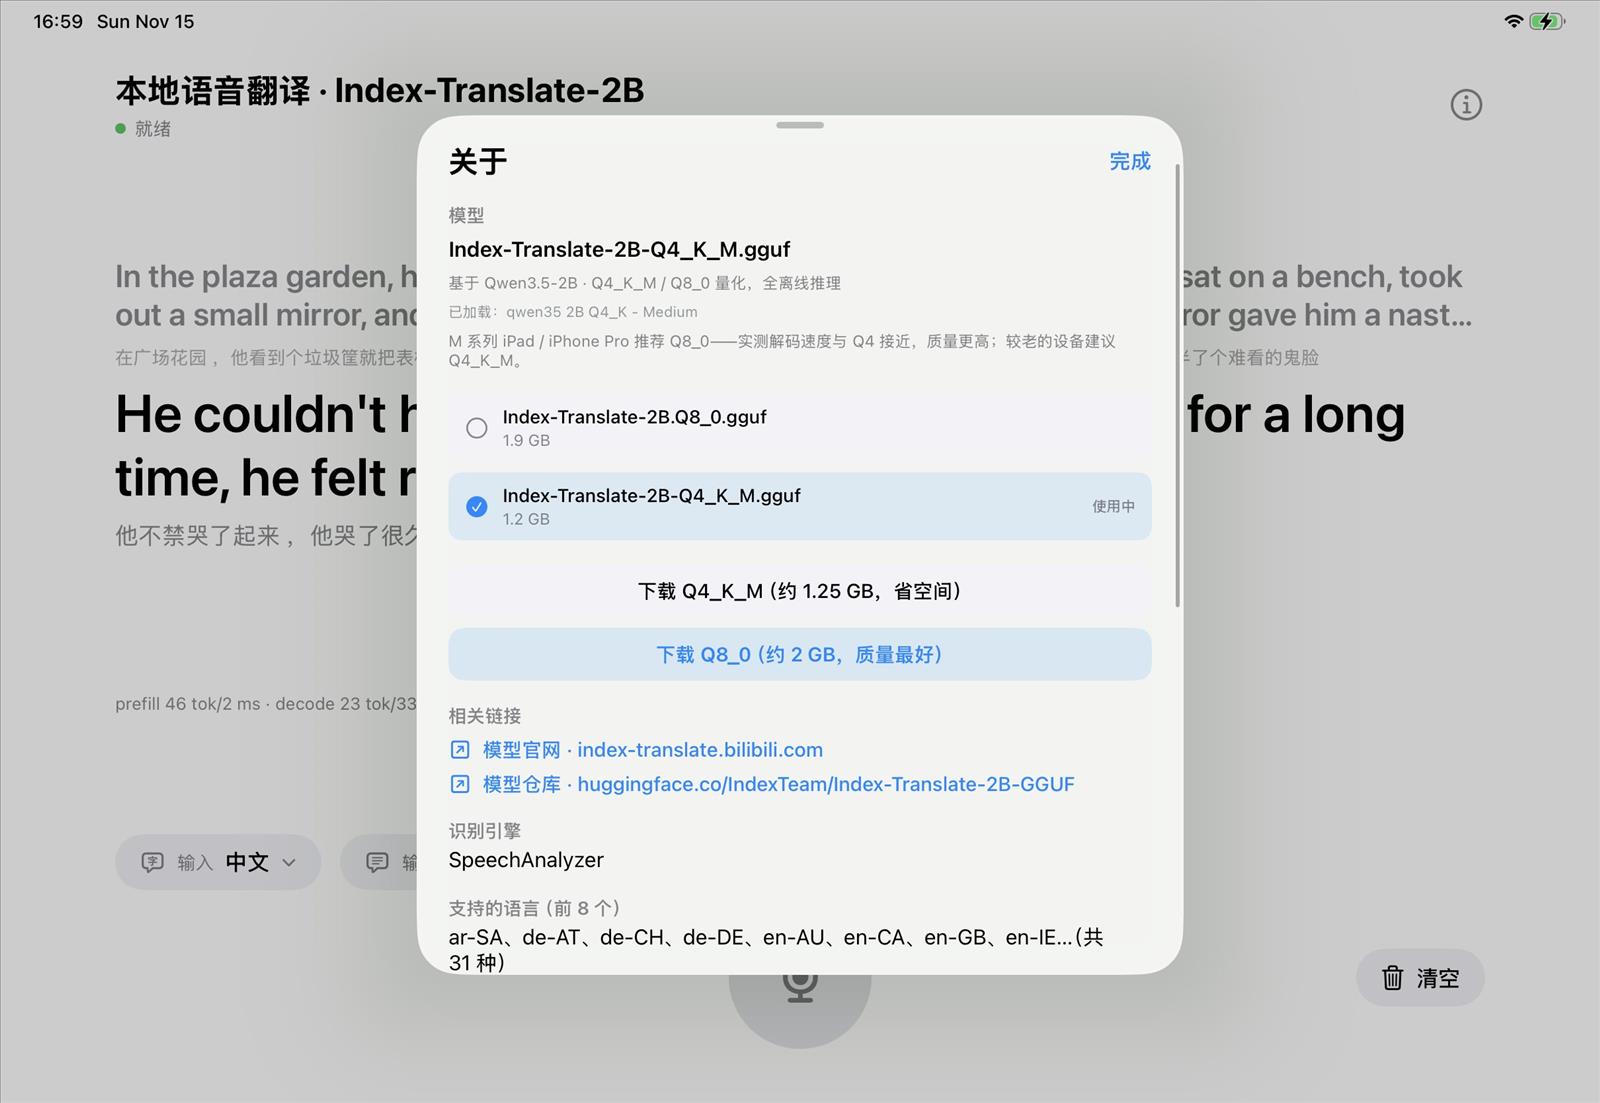 16:59 Sun Nov 15
本地语音翻译 · Index-Translate-2B
就绪
In the plaza garden, h
sat on a bench, took
out a small mirror, and
ror gave him a nast...
在广场花园，他看到个垃圾筐就把表
了个难看的鬼脸
He couldn't h
for a long
time, he felt r
他不禁哭了起来，他哭了很久
prefill 46 tok/2 ms · decode 23 tok/33
输入 中文
输
清空
关于
完成
模型
Index-Translate-2B-Q4_K_M.gguf
基于 Qwen3.5-2B · Q4_K_M / Q8_0 量化，全离线推理
已加载：qwen35 2B Q4_K - Medium
M 系列 iPad / iPhone Pro 推荐 Q8_0——实测解码速度与 Q4 接近，质量更高；较老的设备建议
Q4_K_M。
Index-Translate-2B.Q8_0.gguf
1.9 GB
Index-Translate-2B-Q4_K_M.gguf
1.2 GB
使用中
下载 Q4_K_M（约 1.25 GB，省空间）
下载 Q8_0（约 2 GB，质量最好）
相关链接
模型官网 · index-translate.bilibili.com
模型仓库 · huggingface.co/IndexTeam/Index-Translate-2B-GGUF
识别引擎
SpeechAnalyzer
支持的语言（前 8 个）
ar-SA、de-AT、de-CH、de-DE、en-AU、en-CA、en-GB、en-IE...（共
31 种）